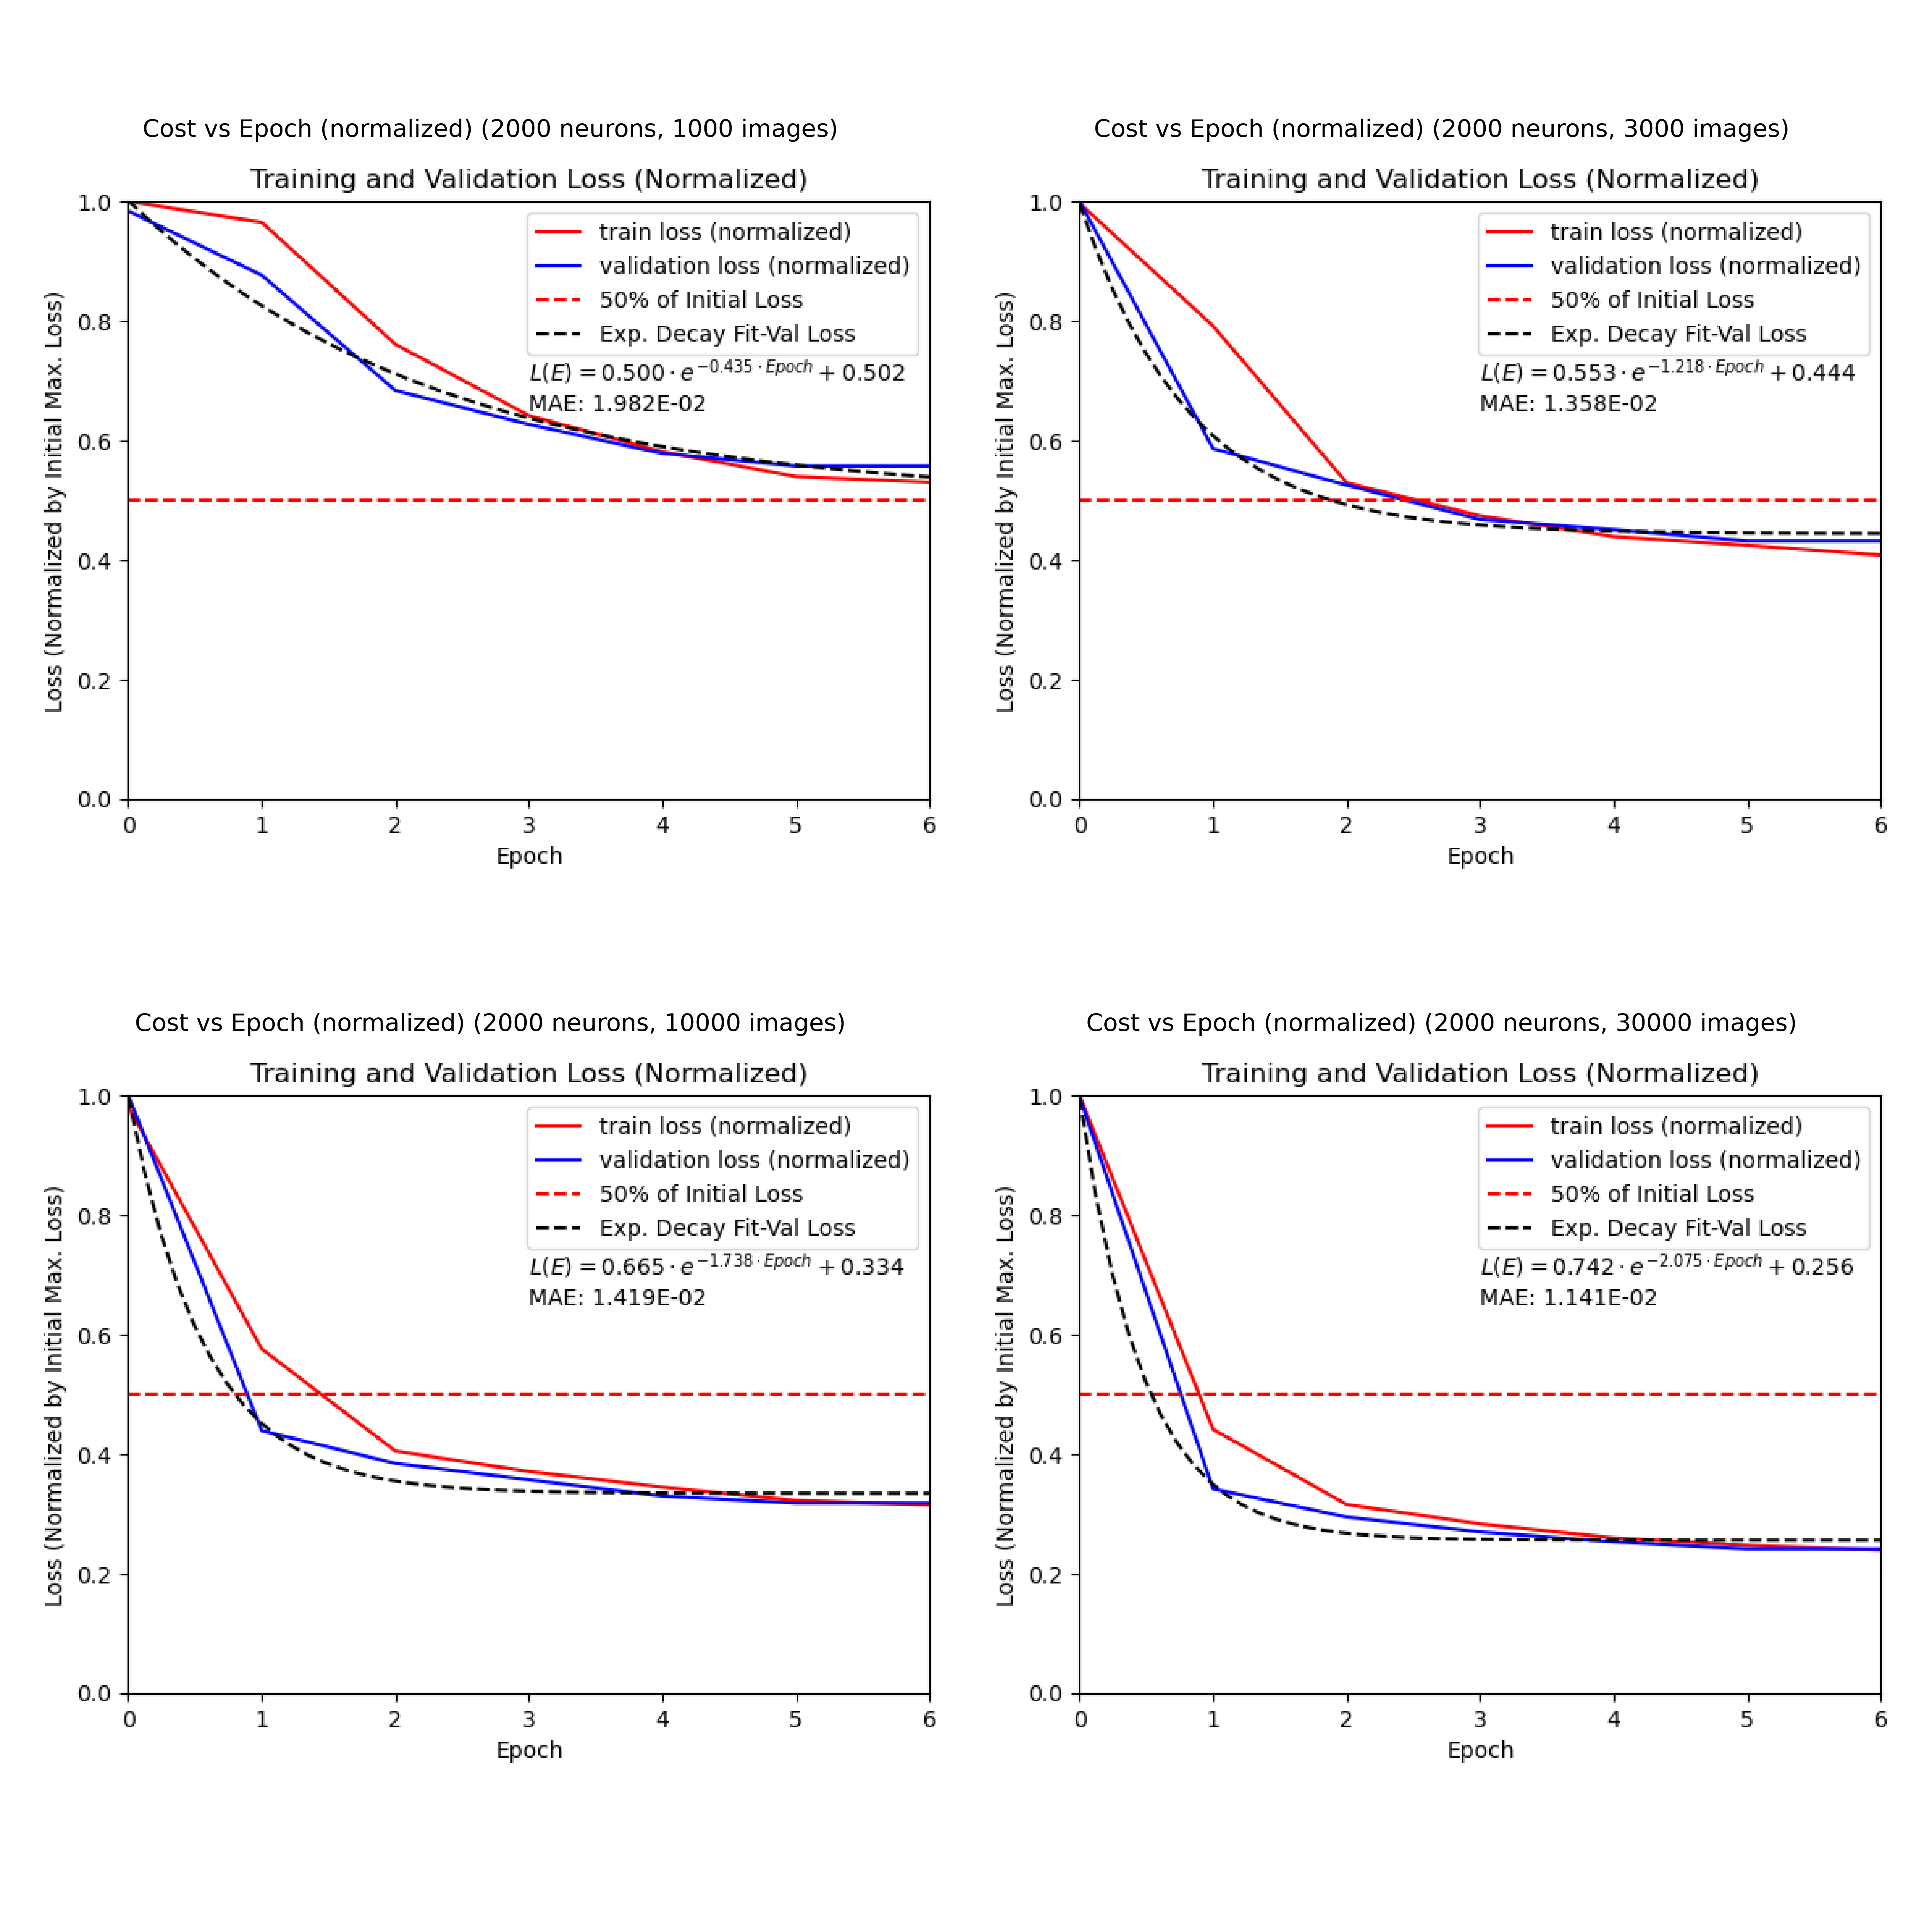 Cost vs Epoch (normalized) (2000 neurons, 1000 images)
Training and Validation Loss (Normalized)
Loss (Normalized by Initial Max. Loss)
1.0
0.8
0.6
0.4
0.2
0.0
train loss (normalized)
validation loss (normalized)
50% of Initial Loss
Exp. Decay Fit-Val Loss
L(E) = 0.500 · e^{−0.435 · Epoch} + 0.502
MAE: 1.982E-02
0 1 2 3 4 5 6
Epoch
Cost vs Epoch (normalized) (2000 neurons, 3000 images)
Training and Validation Loss (Normalized)
Loss (Normalized by Initial Max. Loss)
1.0
0.8
0.6
0.4
0.2
0.0
train loss (normalized)
validation loss (normalized)
50% of Initial Loss
Exp. Decay Fit-Val Loss
L(E) = 0.553 · e^{−1.218 · Epoch} + 0.444
MAE: 1.358E-02
0 1 2 3 4 5 6
Epoch
Cost vs Epoch (normalized) (2000 neurons, 10000 images)
Training and Validation Loss (Normalized)
Loss (Normalized by Initial Max. Loss)
1.0
0.8
0.6
0.4
0.2
0.0
train loss (normalized)
validation loss (normalized)
50% of Initial Loss
Exp. Decay Fit-Val Loss
L(E) = 0.665 · e^{−1.738 · Epoch} + 0.334
MAE: 1.419E-02
0 1 2 3 4 5 6
Epoch
Cost vs Epoch (normalized) (2000 neurons, 30000 images)
Training and Validation Loss (Normalized)
Loss (Normalized by Initial Max. Loss)
1.0
0.8
0.6
0.4
0.2
0.0
train loss (normalized)
validation loss (normalized)
50% of Initial Loss
Exp. Decay Fit-Val Loss
L(E) = 0.742 · e^{−2.075 · Epoch} + 0.256
MAE: 1.141E-02
0 1 2 3 4 5 6
Epoch